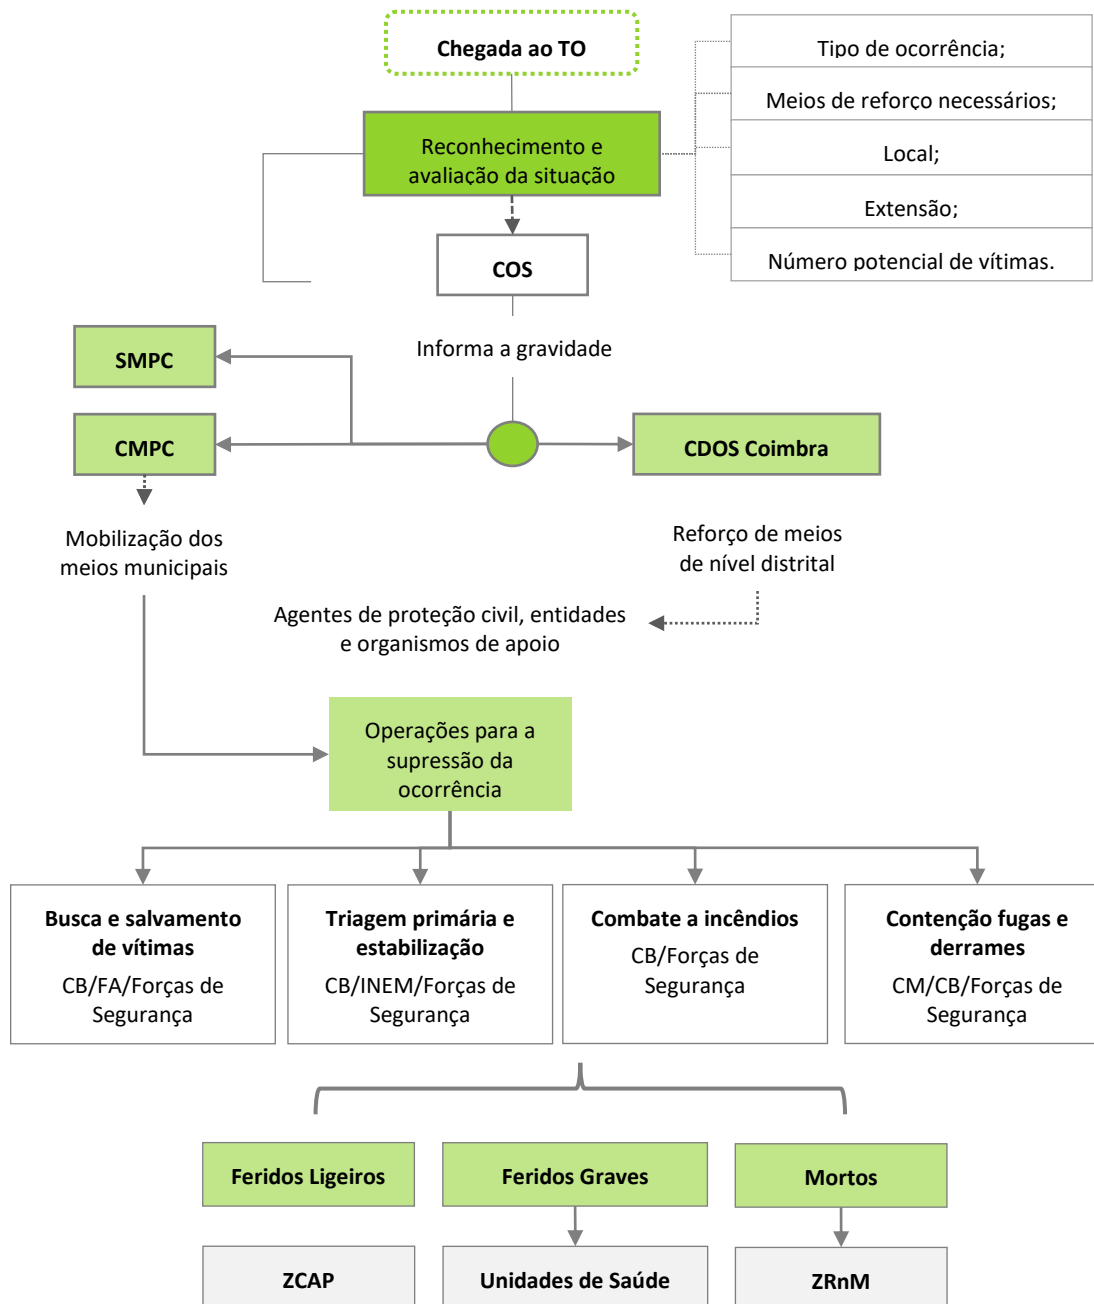 Chegada ao TO
Tipo de ocorrência;
Meios de reforço necessários;
Reconhecimento e
avaliação da situação
Local;
Extensão;
COS
Número potencial de vítimas.
Informa a gravidade
SMPC
CMPC
CDOS Coimbra
Mobilização dos
meios municipais
Reforço de meios
de nível distrital
Agentes de proteção civil, entidades
e organismos de apoio
Operações para a
supressão da
ocorrência
Busca e salvamento
de vítimas
CB/FA/Forças de
Segurança
Triagem primária e
estabilização
CB/INEM/Forças de
Segurança
Combate a incêndios
CB/Forças de
Segurança
Contenção fugas e
derrames
CM/CB/Forças de
Segurança
Feridos Ligeiros
Feridos Graves
Mortos
ZCAP
Unidades de Saúde
ZRnM